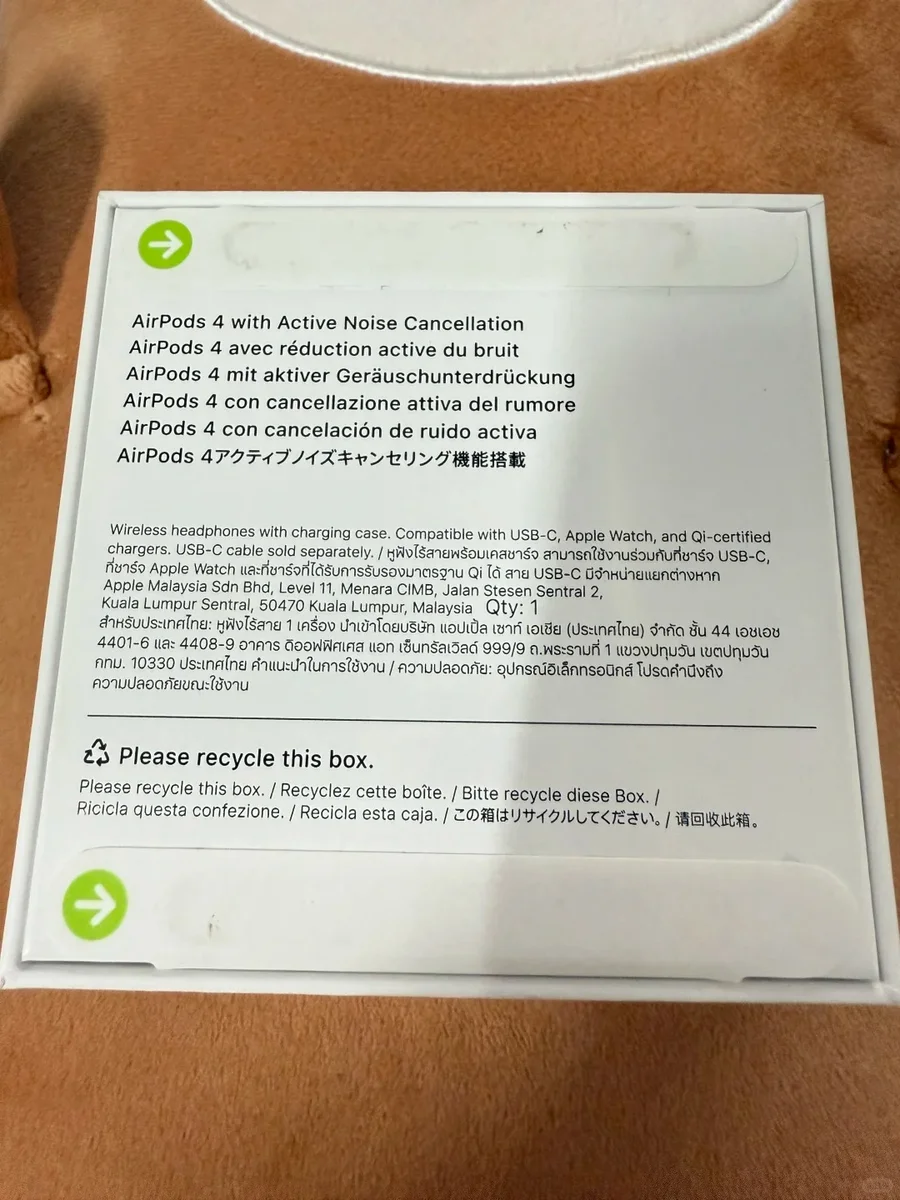 AirPods 4 with Active Noise Cancellation
AirPods 4 avec réduction active du bruit
AirPods 4 mit aktiver Geräuschunterdrückung
AirPods 4 con cancellazione attiva del rumore
AirPods 4 con cancelación de ruido activa
AirPods 4アクティブノイズキャンセリング機能搭載
Wireless headphones with charging case. Compatible with USB-C, Apple Watch, and Qi-certified
chargers. USB-C cable sold separately. / หูฟังไร้สายพร้อมเคสชาร์จ สามารถใช้งานร่วมกับที่ชาร์จ USB-C,
ที่ชาร์จ Apple Watch และที่ชาร์จที่ได้รับการรับรองมาตรฐาน Qi ได้ สาย USB-C มีจำหน่ายแยกต่างหาก
Apple Malaysia Sdn Bhd, Level 11, Menara CIMB, Jalan Stesen Sentral 2,
Kuala Lumpur Sentral, 50470 Kuala Lumpur, Malaysia Qty: 1
สำหรับประเทศไทย: หูฟังไร้สาย 1 เครื่อง นำเข้าโดยบริษัท แอปเปิ้ล เซาท์ เอเชีย (ประเทศไทย) จำกัด ชั้น 44 เอชเอช
4401-6 และ 4408-9 อาคาร ดิออฟฟิศเศส แอท เซ็นทรัลเวิลด์ 999/9 ถ.พระรามที่ 1 แขวงปทุมวัน เขตปทุมวัน
กทม. 10330 ประเทศไทย คำแนะนำในการใช้งาน / ความปลอดภัย: อุปกรณ์อิเล็กทรอนิกส์ โปรดคำนึงถึง
ความปลอดภัยขณะใช้งาน
Please recycle this box.
Please recycle this box. / Recyclez cette boîte. / Bitte recycle diese Box. /
Ricicla questa confezione. / Recicla esta caja. / この箱はリサイクルしてください。/ 请回收此箱。